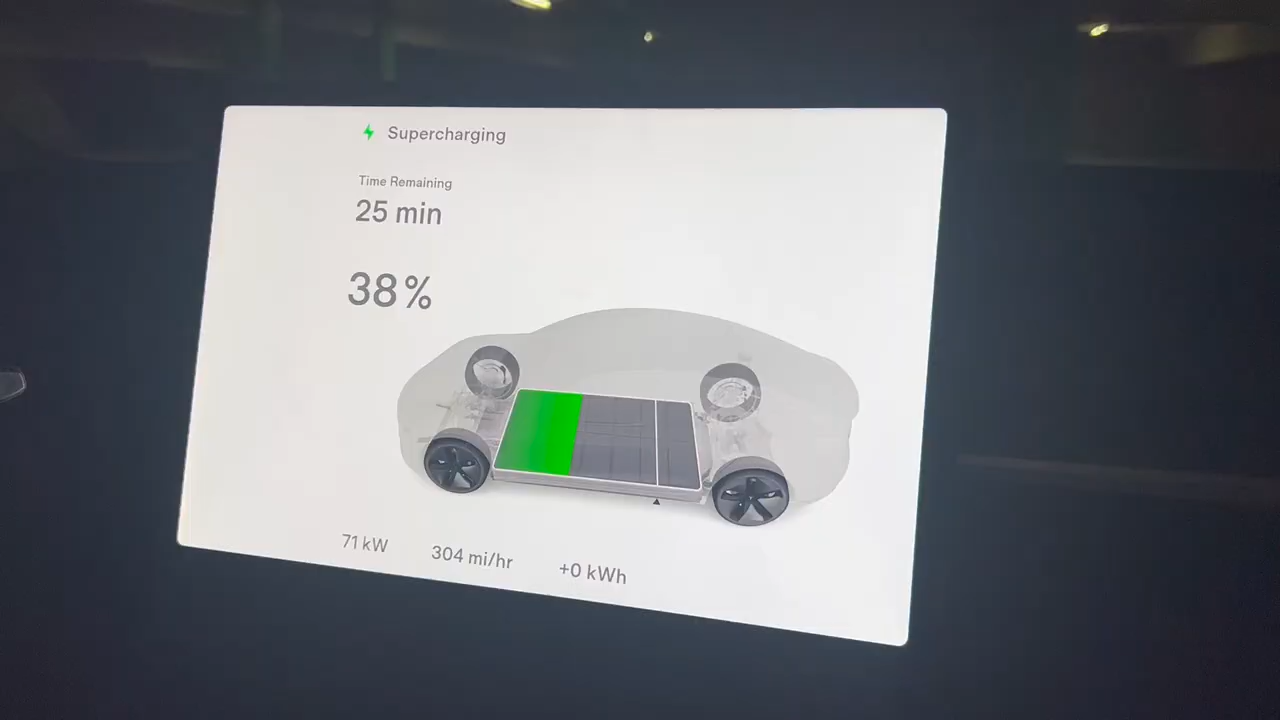 Supercharging
Time Remaining
25 min
38%
71 kW 304 mi/hr +0 kWh